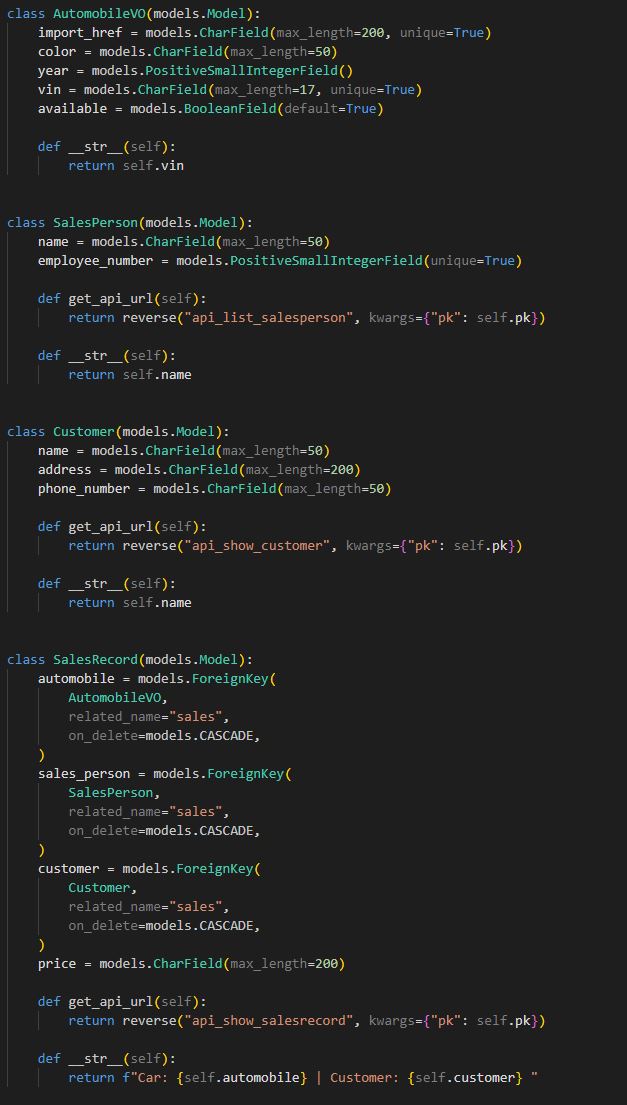 class AutomobileVO(models.Model):
    import_href = models.CharField(max_length=200, unique=True)
    color = models.CharField(max_length=50)
    year = models.PositiveSmallIntegerField()
    vin = models.CharField(max_length=17, unique=True)
    available = models.BooleanField(default=True)

    def __str__(self):
        return self.vin


class SalesPerson(models.Model):
    name = models.CharField(max_length=50)
    employee_number = models.PositiveSmallIntegerField(unique=True)

    def get_api_url(self):
        return reverse("api_list_salesperson", kwargs={"pk": self.pk})

    def __str__(self):
        return self.name


class Customer(models.Model):
    name = models.CharField(max_length=50)
    address = models.CharField(max_length=200)
    phone_number = models.CharField(max_length=50)

    def get_api_url(self):
        return reverse("api_show_customer", kwargs={"pk": self.pk})

    def __str__(self):
        return self.name


class SalesRecord(models.Model):
    automobile = models.ForeignKey(
        AutomobileVO,
        related_name="sales",
        on_delete=models.CASCADE,
    )
    sales_person = models.ForeignKey(
        SalesPerson,
        related_name="sales",
        on_delete=models.CASCADE,
    )
    customer = models.ForeignKey(
        Customer,
        related_name="sales",
        on_delete=models.CASCADE,
    )
    price = models.CharField(max_length=200)

    def get_api_url(self):
        return reverse("api_show_salesrecord", kwargs={"pk": self.pk})

    def __str__(self):
        return f"Car: {self.automobile} | Customer: {self.customer} "